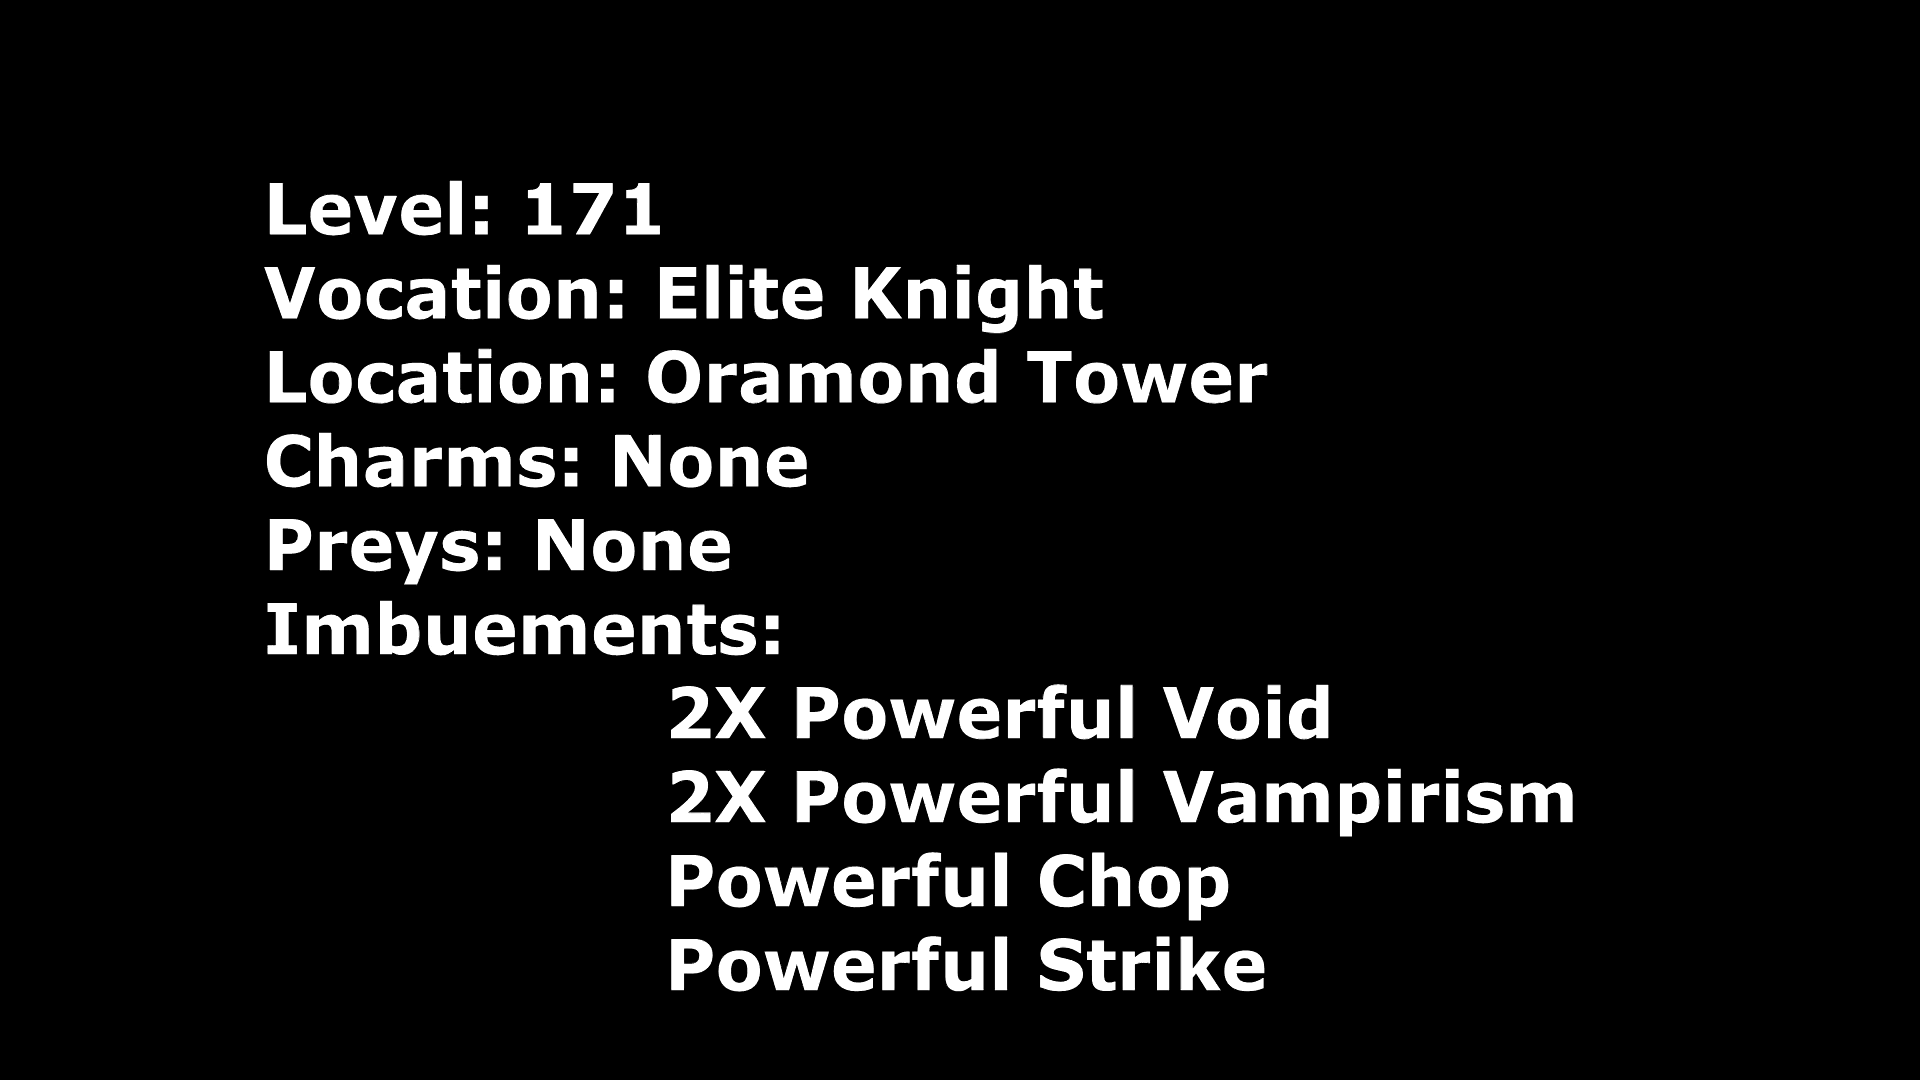 Level: 171
Vocation: Elite Knight
Location: Oramond Tower
Charms: None
Preys: None
Imbuements:
2X Powerful Void
2X Powerful Vampirism
Powerful Chop
Powerful Strike